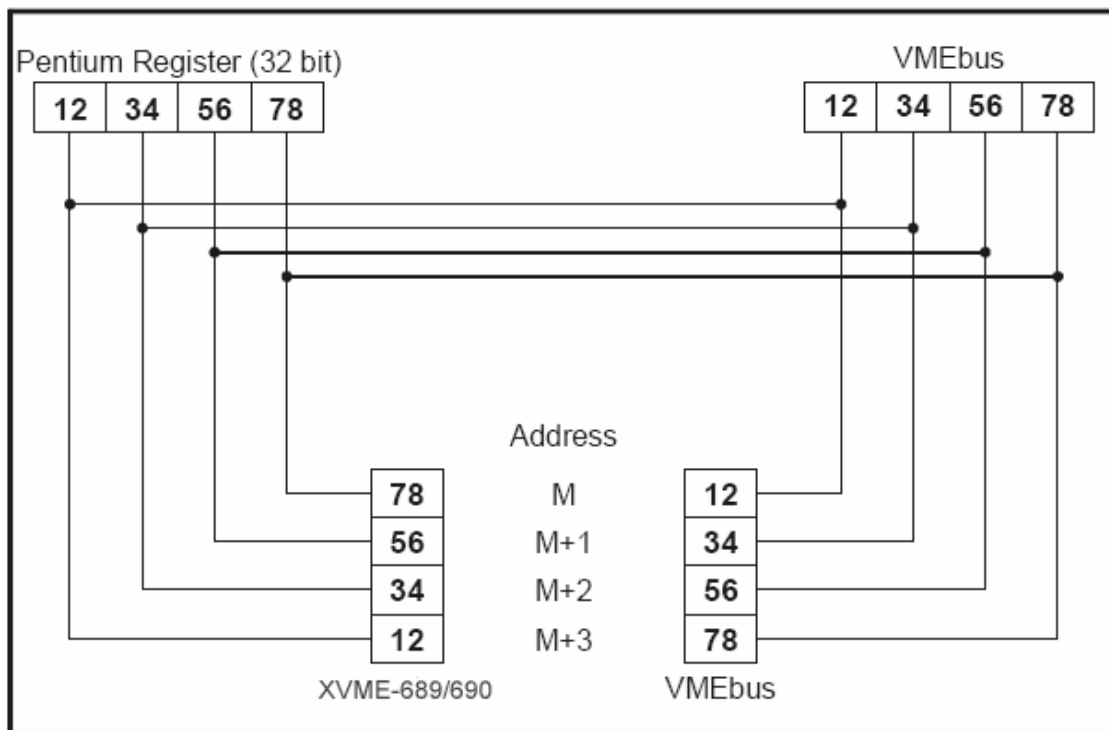 Pentium Register (32 bit)
VMEbus
12 34 56 78
12 34 56 78
Address
78 M 12
56 M+1 34
34 M+2 56
12 M+3 78
XVME-689/690
VMEbus